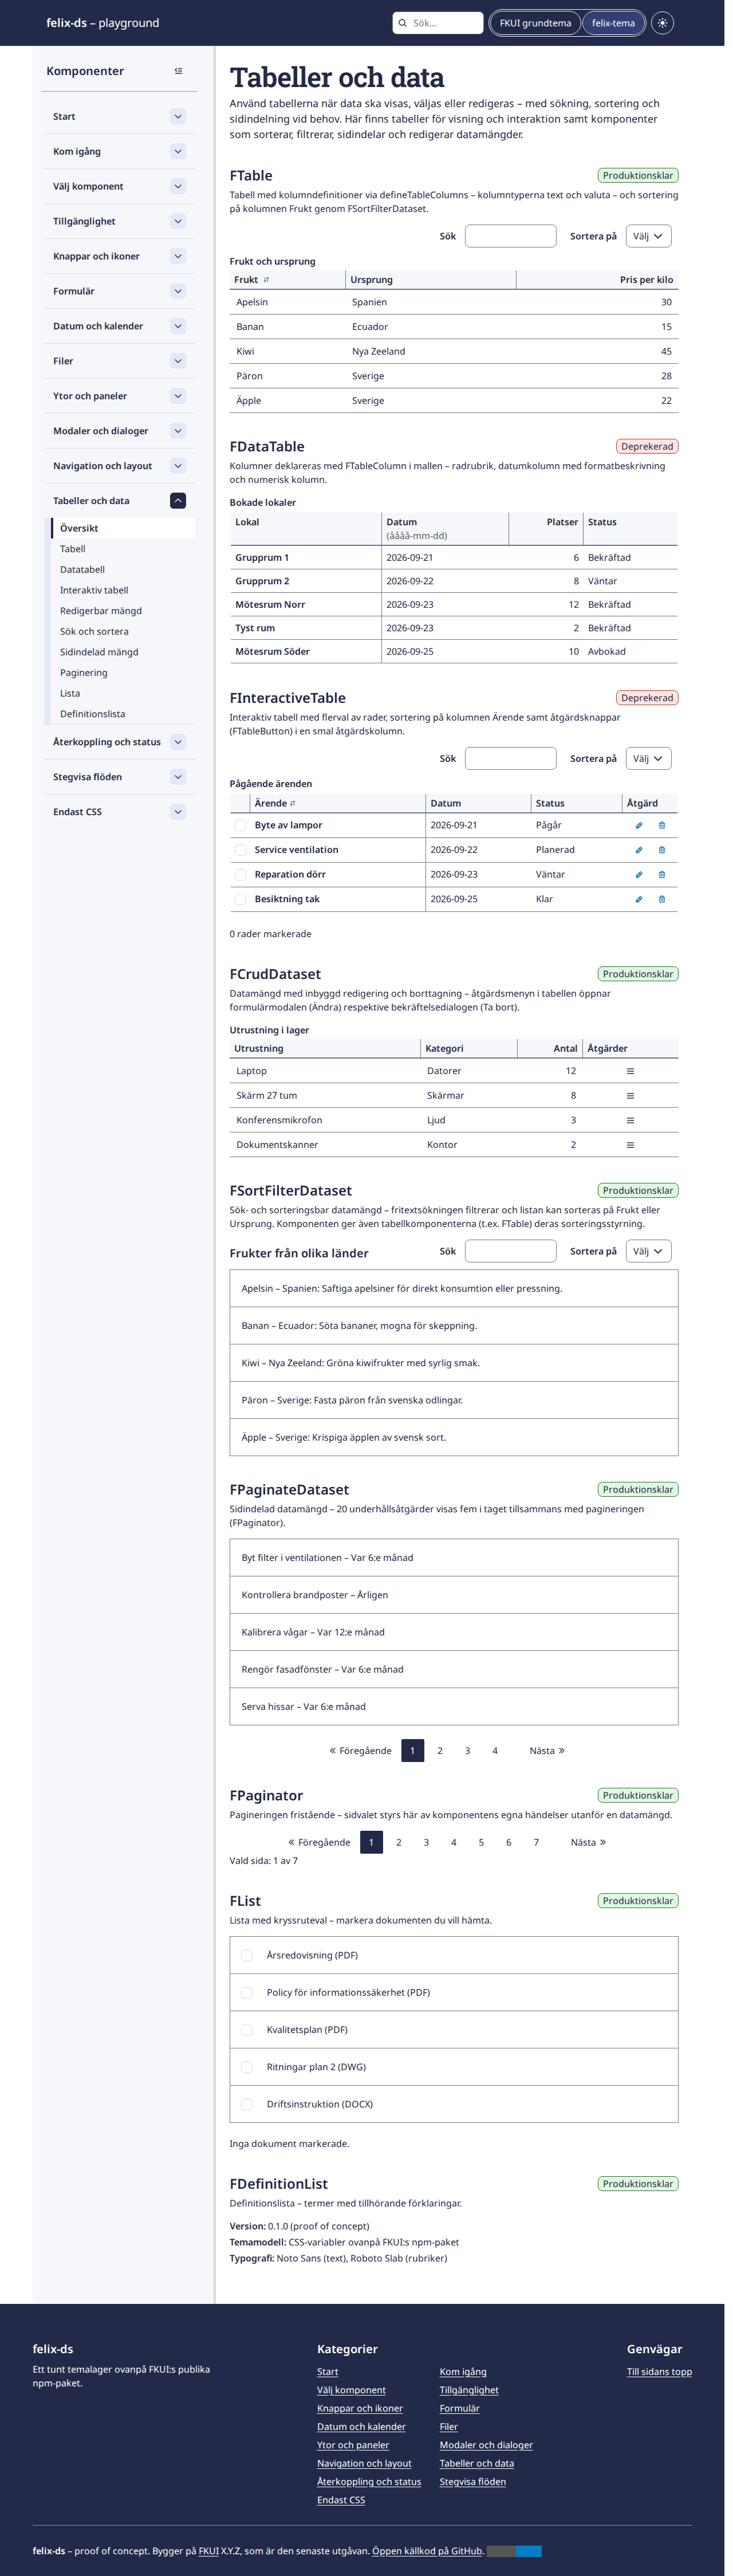 felix-ds – playground
Sök...
FKUI grundtema
felix-tema
Komponenter
Start
Kom igång
Välj komponent
Tillgänglighet
Knappar och ikoner
Formulär
Datum och kalender
Filer
Ytor och paneler
Modaler och dialoger
Navigation och layout
Tabeller och data
Översikt
Tabell
Datatabell
Interaktiv tabell
Redigerbar mängd
Sök och sortera
Sidindelad mängd
Paginering
Lista
Definitionslista
Återkoppling och status
Stegvisa flöden
Endast CSS
Tabeller och data
Använd tabellerna när data ska visas, väljas eller redigeras – med sökning, sortering och
sidindelning vid behov. Här finns tabeller för visning och interaktion samt komponenter
som sorterar, filtrerar, sidindelar och redigerar datamängder.
FTable
Produktionsklar
Tabell med kolumndefinitioner via defineTableColumns – kolumntyperna text och valuta – och sortering
på kolumnen Frukt genom FSortFilterDataset.
Sök
Sortera på
Välj
Frukt och ursprung
Frukt Ursprung Pris per kilo
Apelsin Spanien 30
Banan Ecuador 15
Kiwi Nya Zeeland 45
Päron Sverige 28
Äpple Sverige 22
FDataTable
Deprekerad
Kolumner deklareras med FTableColumn i mallen – radrubrik, datumkolumn med formatbeskrivning
och numerisk kolumn.
Bokade lokaler
Lokal Datum Platser Status
(åååå-mm-dd)
Grupprum 1 2026-09-21 6 Bekräftad
Grupprum 2 2026-09-22 8 Väntar
Mötesrum Norr 2026-09-23 12 Bekräftad
Tyst rum 2026-09-23 2 Bekräftad
Mötesrum Söder 2026-09-25 10 Avbokad
FInteractiveTable
Deprekerad
Interaktiv tabell med flerval av rader, sortering på kolumnen Ärende samt åtgärdsknappar
(FTableButton) i en smal åtgärdskolumn.
Sök
Sortera på
Välj
Pågående ärenden
Ärende Datum Status Åtgärd
Byte av lampor 2026-09-21 Pågår
Service ventilation 2026-09-22 Planerad
Reparation dörr 2026-09-23 Väntar
Besiktning tak 2026-09-25 Klar
0 rader markerade
FCrudDataset
Produktionsklar
Datamängd med inbyggd redigering och borttagning – åtgärdsmenyn i tabellen öppnar
formulärmodalen (Ändra) respektive bekräftelsedialogen (Ta bort).
Utrustning i lager
Utrustning Kategori Antal Åtgärder
Laptop Datorer 12
Skärm 27 tum Skärmar 8
Konferensmikrofon Ljud 3
Dokumentskanner Kontor 2
FSortFilterDataset
Produktionsklar
Sök- och sorteringsbar datamängd – fritextsökningen filtrerar och listan kan sorteras på Frukt eller
Ursprung. Komponenten ger även tabellkomponenterna (t.ex. FTable) deras sorteringsstyrning.
Frukter från olika länder
Sök
Sortera på
Välj
Apelsin – Spanien: Saftiga apelsiner för direkt konsumtion eller pressning.
Banan – Ecuador: Söta bananer, mogna för skeppning.
Kiwi – Nya Zeeland: Gröna kiwifrukter med syrlig smak.
Päron – Sverige: Fasta päron från svenska odlingar.
Äpple – Sverige: Krispiga äpplen av svensk sort.
FPaginateDataset
Produktionsklar
Sidindelad datamängd – 20 underhållsåtgärder visas fem i taget tillsammans med pagineringen
(FPaginator).
Byt filter i ventilationen – Var 6:e månad
Kontrollera brandposter – Årligen
Kalibrera vågar – Var 12:e månad
Rengör fasadfönster – Var 6:e månad
Serva hissar – Var 6:e månad
Föregående 1 2 3 4 Nästa
FPaginator
Produktionsklar
Pagineringen fristående – sidvalet styrs här av komponentens egna händelser utanför en datamängd.
Föregående 1 2 3 4 5 6 7 Nästa
Vald sida: 1 av 7
FList
Produktionsklar
Lista med kryssruteval – markera dokumenten du vill hämta.
Årsredovisning (PDF)
Policy för informationssäkerhet (PDF)
Kvalitetsplan (PDF)
Ritningar plan 2 (DWG)
Driftsinstruktion (DOCX)
Inga dokument markerade.
FDefinitionList
Produktionsklar
Definitionslista – termer med tillhörande förklaringar.
Version: 0.1.0 (proof of concept)
Temamodell: CSS-variabler ovanpå FKUI:s npm-paket
Typografi: Noto Sans (text), Roboto Slab (rubriker)
felix-ds
Ett tunt temalager ovanpå FKUI:s publika
npm-paket.
Kategorier
Start Kom igång
Välj komponent Tillgänglighet
Knappar och ikoner Formulär
Datum och kalender Filer
Ytor och paneler Modaler och dialoger
Navigation och layout Tabeller och data
Återkoppling och status Stegvisa flöden
Endast CSS
Genvägar
Till sidans topp
felix-ds – proof of concept. Bygger på FKUI X.Y.Z, som är den senaste utgåvan. Öppen källkod på GitHub.